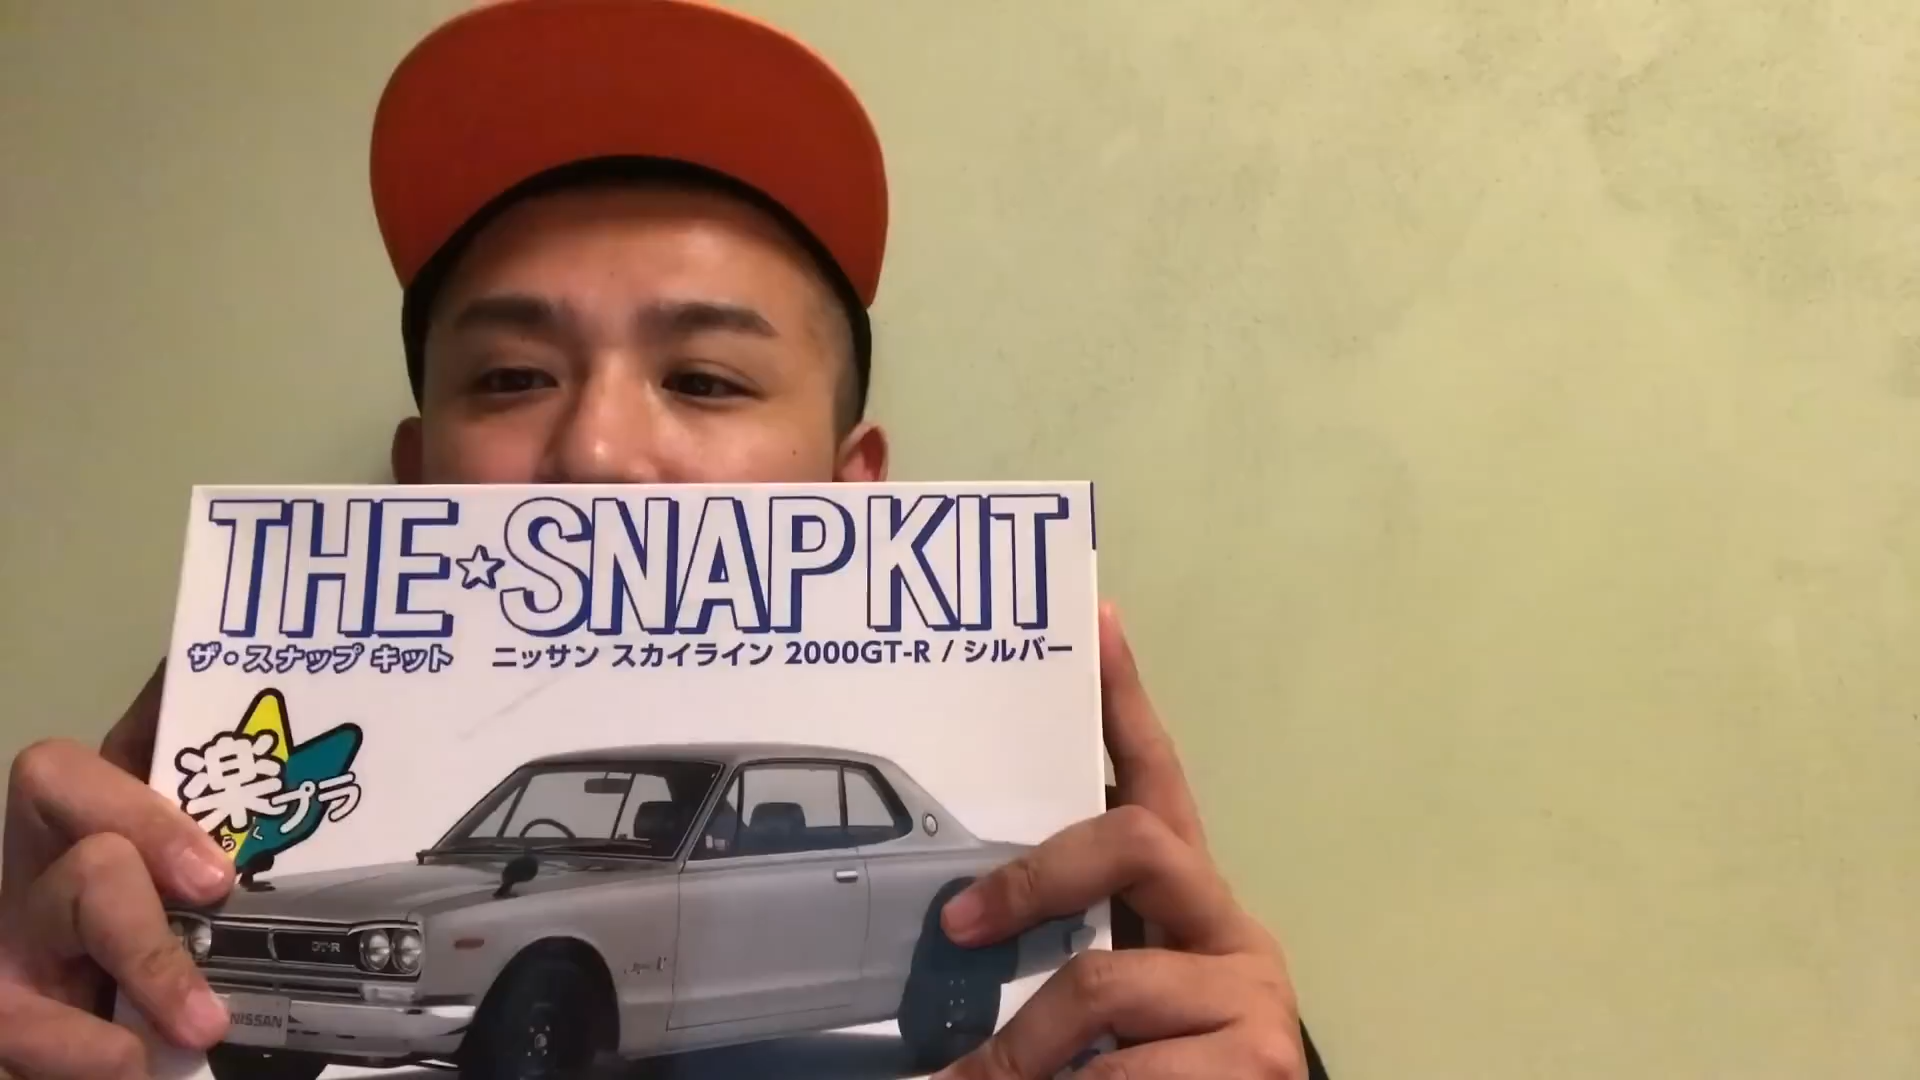 THE☆SNAP KIT
ザ・スナップ キット
ニッサン スカイライン 2000GT-R / シルバー
楽プラ
らく
GT-R
NISSAN